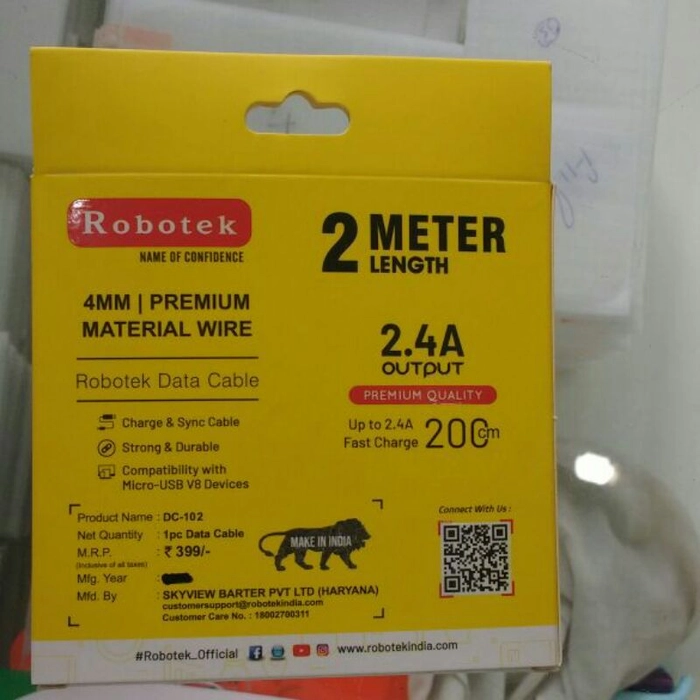 Robotek
NAME OF CONFIDENCE
2 METER
LENGTH
4MM | PREMIUM
MATERIAL WIRE
Robotek Data Cable
Charge & Sync Cable
Strong & Durable
Compatibility with
Micro-USB V8 Devices
2.4A
OUTPUT
PREMIUM QUALITY
Up to 2.4A
Fast Charge 200cm
Product Name : DC-102
Net Quantity : 1pc Data Cable
M.R.P. : ₹ 399/-
(Inclusive of all taxes)
Mfg. Year :
Mfd. By : SKYVIEW BARTER PVT LTD (HARYANA)
customersupport@robotekindia.com
Customer Care No. : 18002700311
MAKE IN INDIA
Connect With Us :
#Robotek_Official www.robotekindia.com